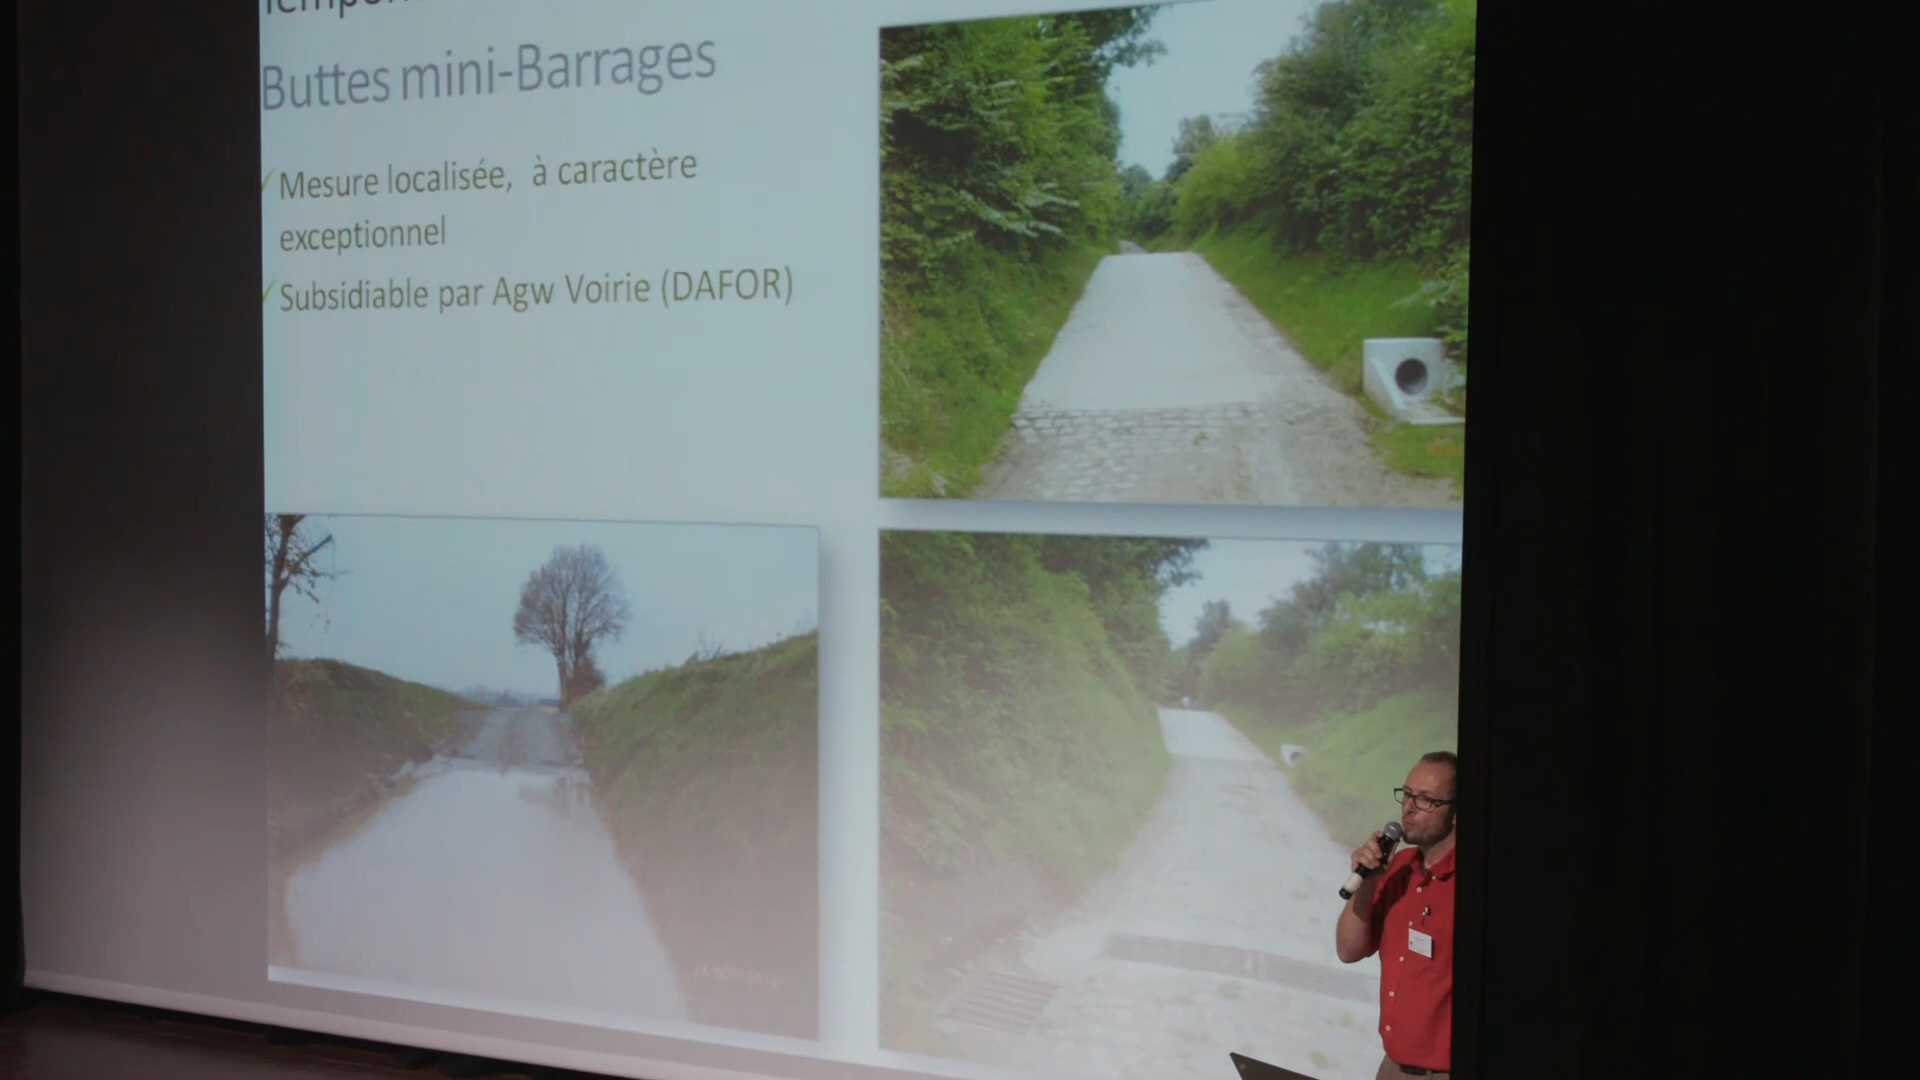 Buttes mini-Barrages
Mesure localisée, à caractère
exceptionnel
Subsidiable par Agw Voirie (DAFOR)